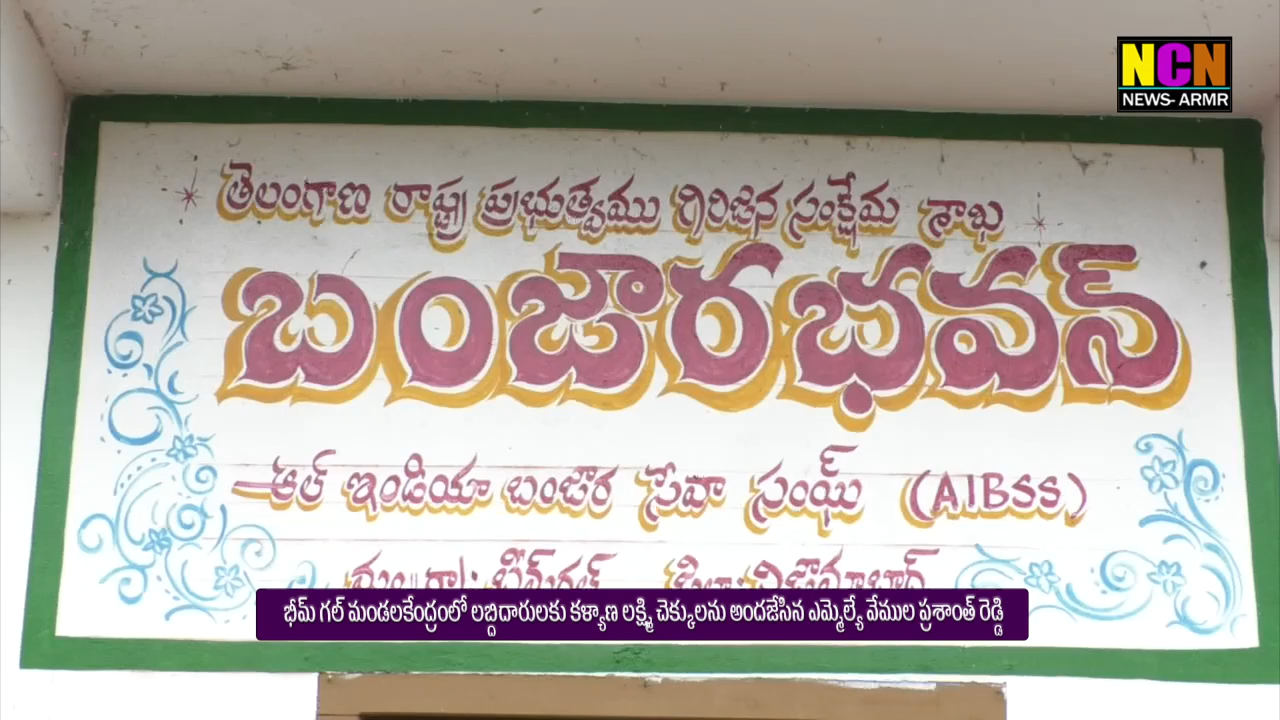 NCN
NEWS- ARMR
తెలంగాణ రాష్ట్ర ప్రభుత్వము గిరిజన సంక్షేమ శాఖ
బంజారభవన్
ఆల్ ఇండియా బంజార సేవా సంఘ్ (AIBSS)
భీమ్ గల్ మండలకేంద్రంలో లబ్ధిదారులకు కళ్యాణ లక్ష్మి చెక్కులను అందజేసిన ఎమ్మెల్యే వేముల ప్రశాంత్ రెడ్డి